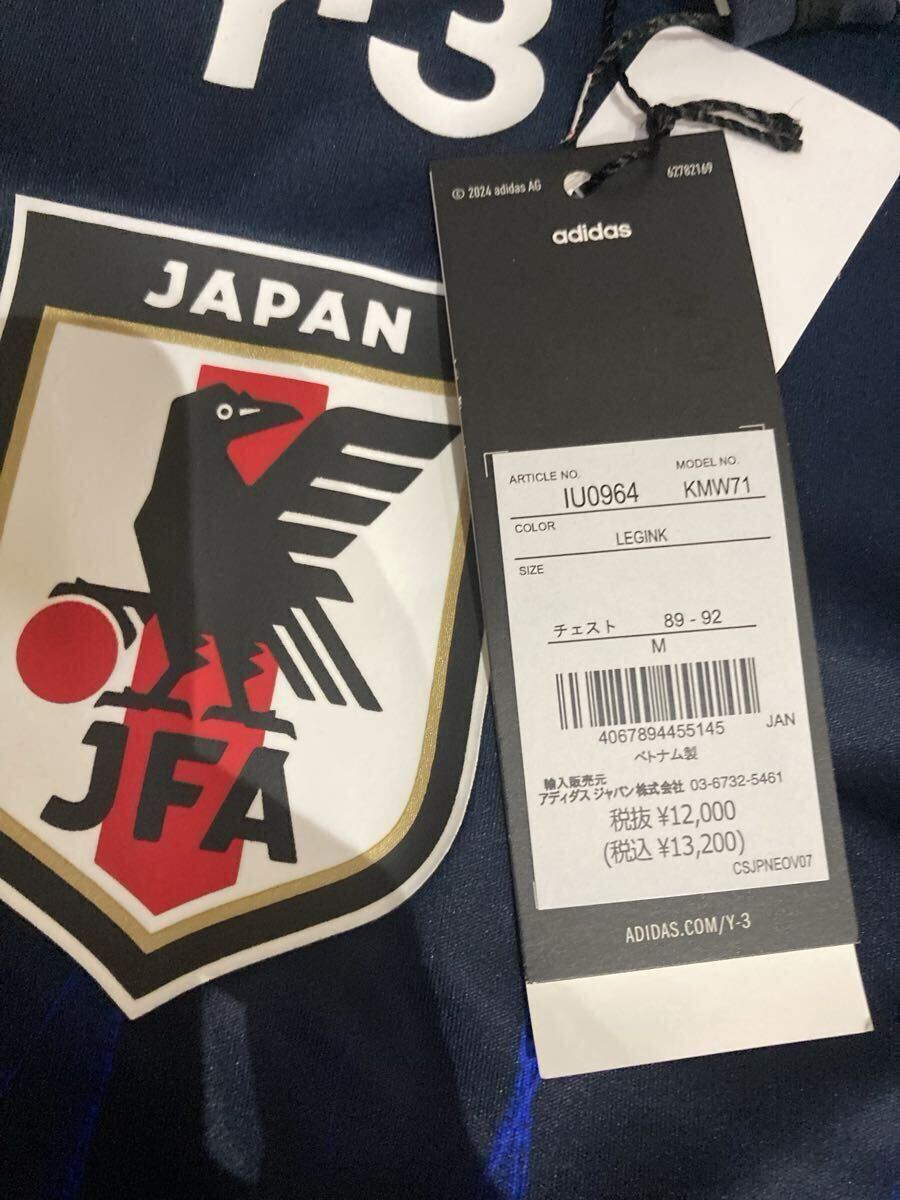 Y-3
JAPAN
JFA
© 2024 adidas AG 62782169
adidas
ARTICLE NO. MODEL NO.
IU0964 KMW71
COLOR
LEGINK
SIZE
チェスト 89 - 92
M
4067894455145 JAN
ベトナム製
輸入販売元
アディダス ジャパン株式会社 03-6732-5461
税抜 ¥12,000
(税込 ¥13,200)
CSJPNEOV07
ADIDAS.COM/Y-3